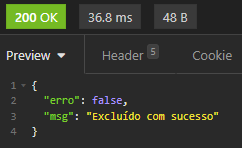 200 OK 36.8 ms 48 B
Preview Header 5 Cookie
1 {
2 "erro": false,
3 "msg": "Excluído com sucesso"
4 }